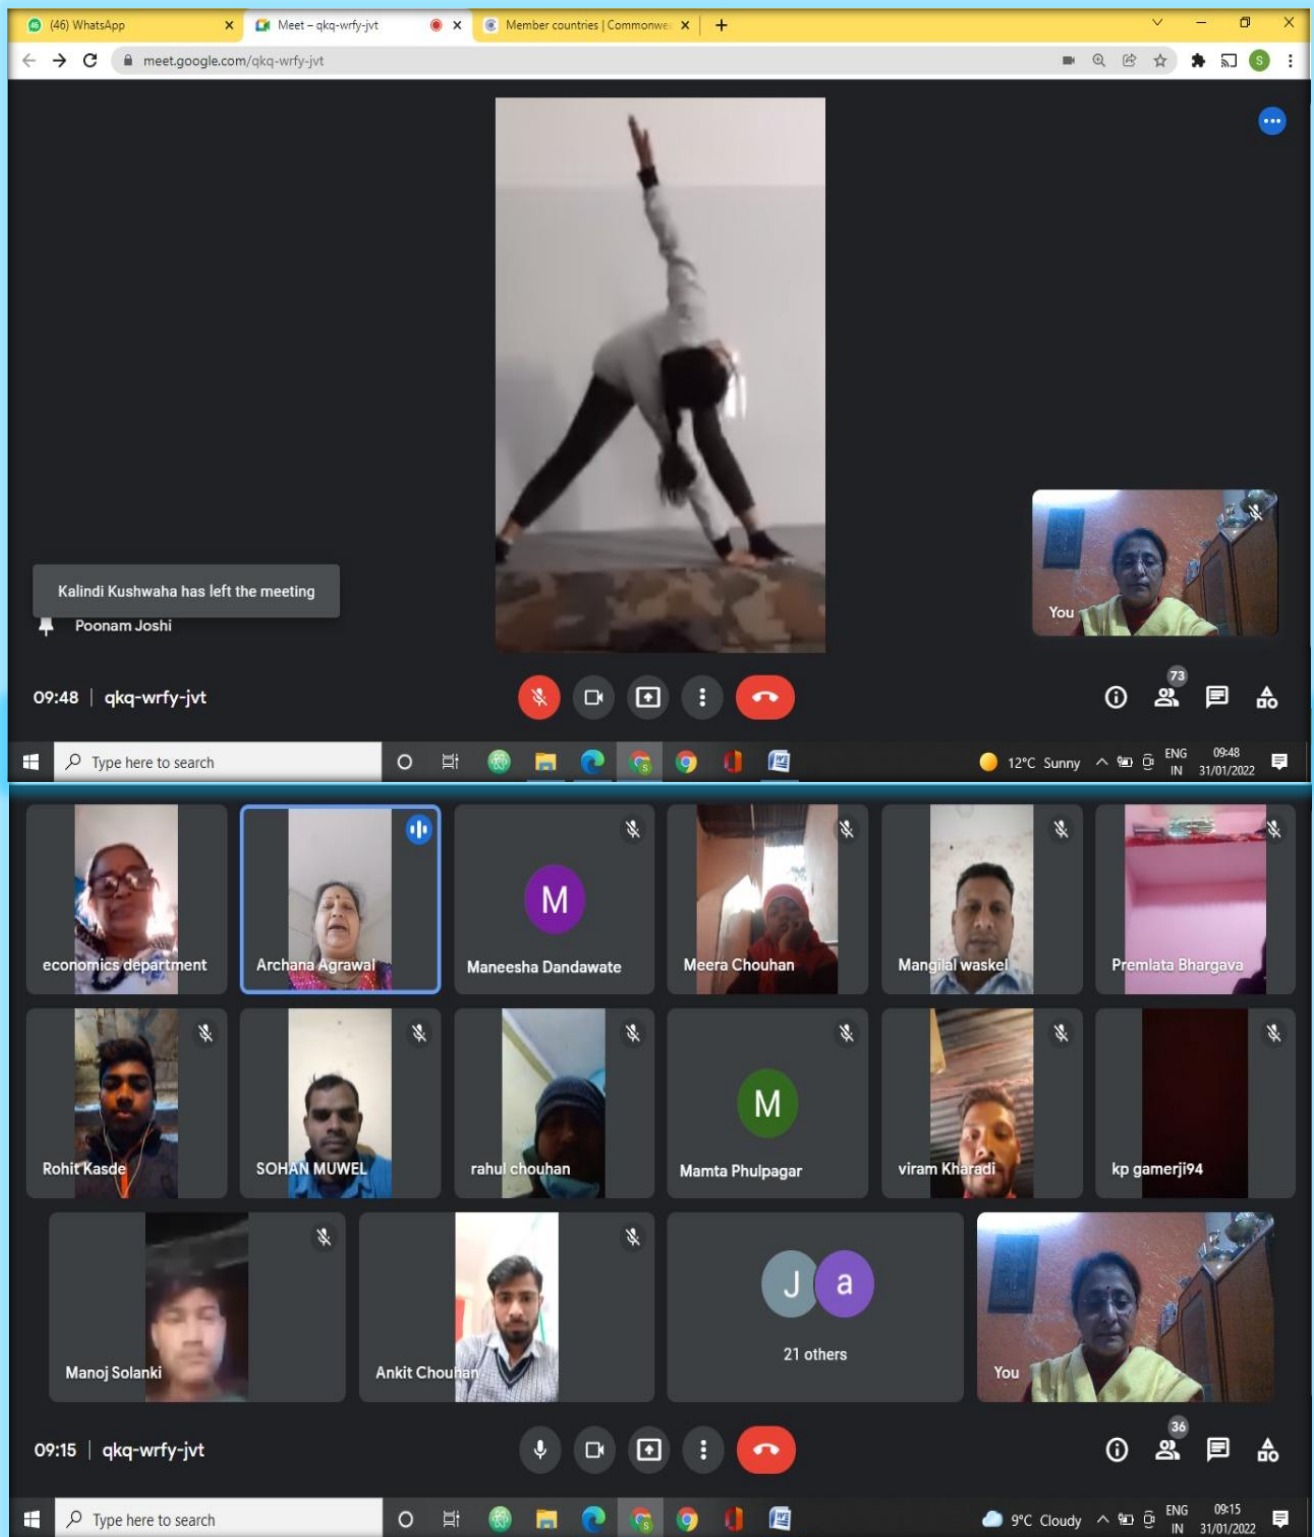 (46) WhatsApp
Meet – qkq-wrfy-jvt
Member countries | Commonwe
meet.google.com/qkq-wrfy-jvt
S
You
Kalindi Kushwaha has left the meeting
Poonam Joshi
09:48 | qkq-wrfy-jvt
73
Type here to search
12°C Sunny
ENG
IN
09:48
31/01/2022
economics department
Archana Agrawal
M
Maneesha Dandawate
Meera Chouhan
Mangilal waskel
Premlata Bhargava
Rohit Kasde
SOHAN MUWEL
rahul chouhan
M
Mamta Phulpagar
viram Kharadi
kp gamerji94
Manoj Solanki
Ankit Chouhan
J a
21 others
You
09:15 | qkq-wrfy-jvt
36
Type here to search
9°C Cloudy
ENG
IN
09:15
31/01/2022